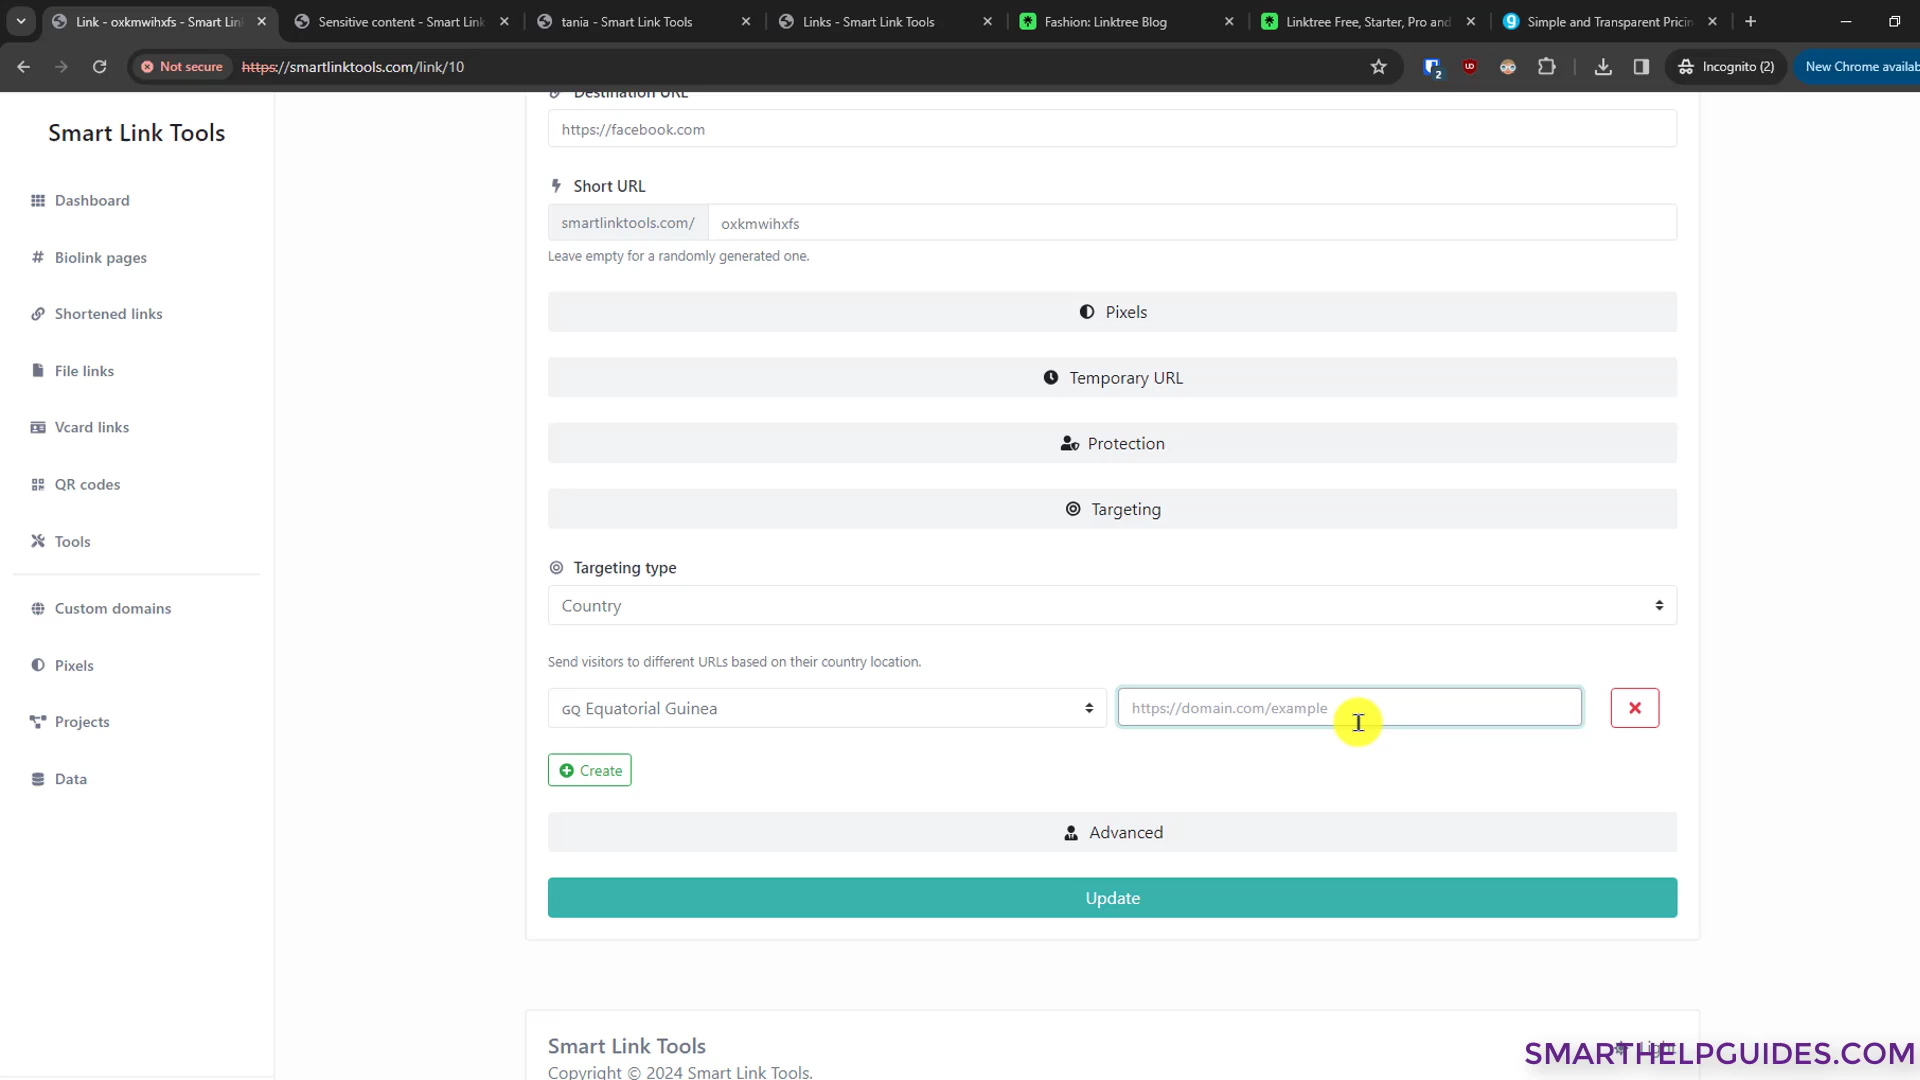 Link - oxkmwihxfs - Smart Lin
Sensitive content - Smart Link
tania - Smart Link Tools
Links - Smart Link Tools
Fashion: Linktree Blog
Linktree Free, Starter, Pro and
Simple and Transparent Pricin
Not secure
https://smartlinktools.com/link/10
2
Incognito (2)
New Chrome availab
Smart Link Tools
Dashboard
Biolink pages
Shortened links
File links
Vcard links
QR codes
Tools
Custom domains
Pixels
Projects
Data
Destination URL
https://facebook.com
Short URL
smartlinktools.com/
oxkmwihxfs
Leave empty for a randomly generated one.
Pixels
Temporary URL
Protection
Targeting
Targeting type
Country
Send visitors to different URLs based on their country location.
GQ Equatorial Guinea
https://domain.com/example
Create
Advanced
Update
Smart Link Tools
Copyright © 2024 Smart Link Tools.
Light
SMARTHELPGUIDES.COM